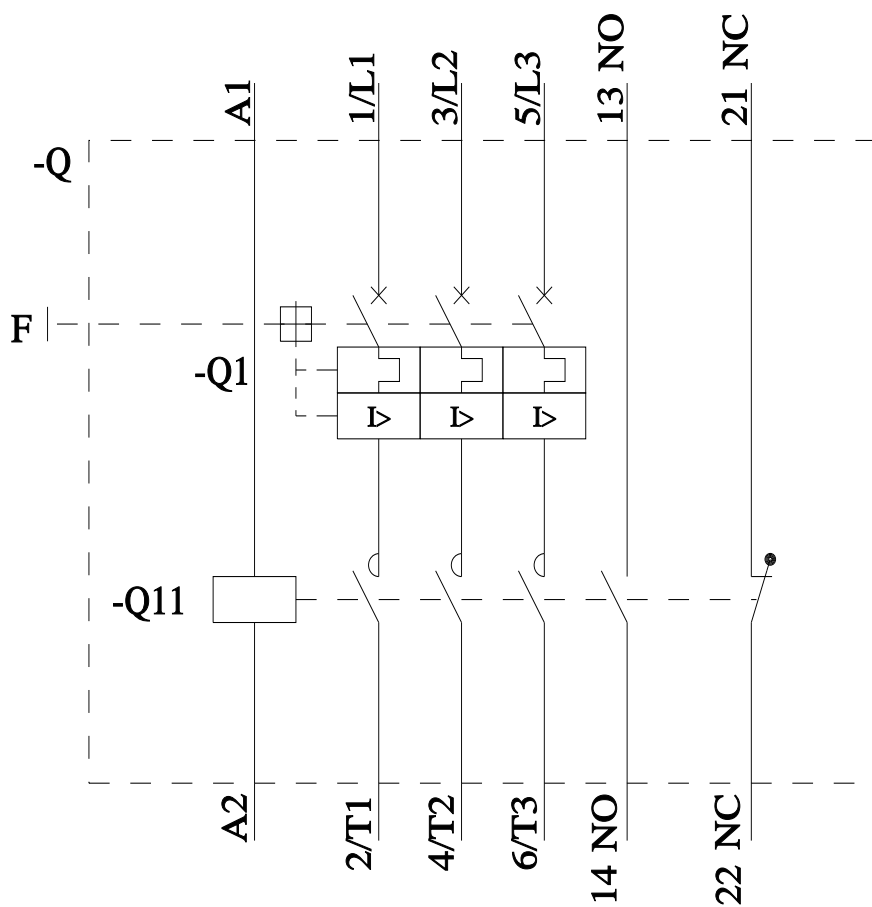 A1
1/L1
3/L2
5/L3
13 NO
21 NC
-Q
F
-Q1
I>
I>
I>
-Q11
A2
2/T1
4/T2
6/T3
14 NO
22 NC